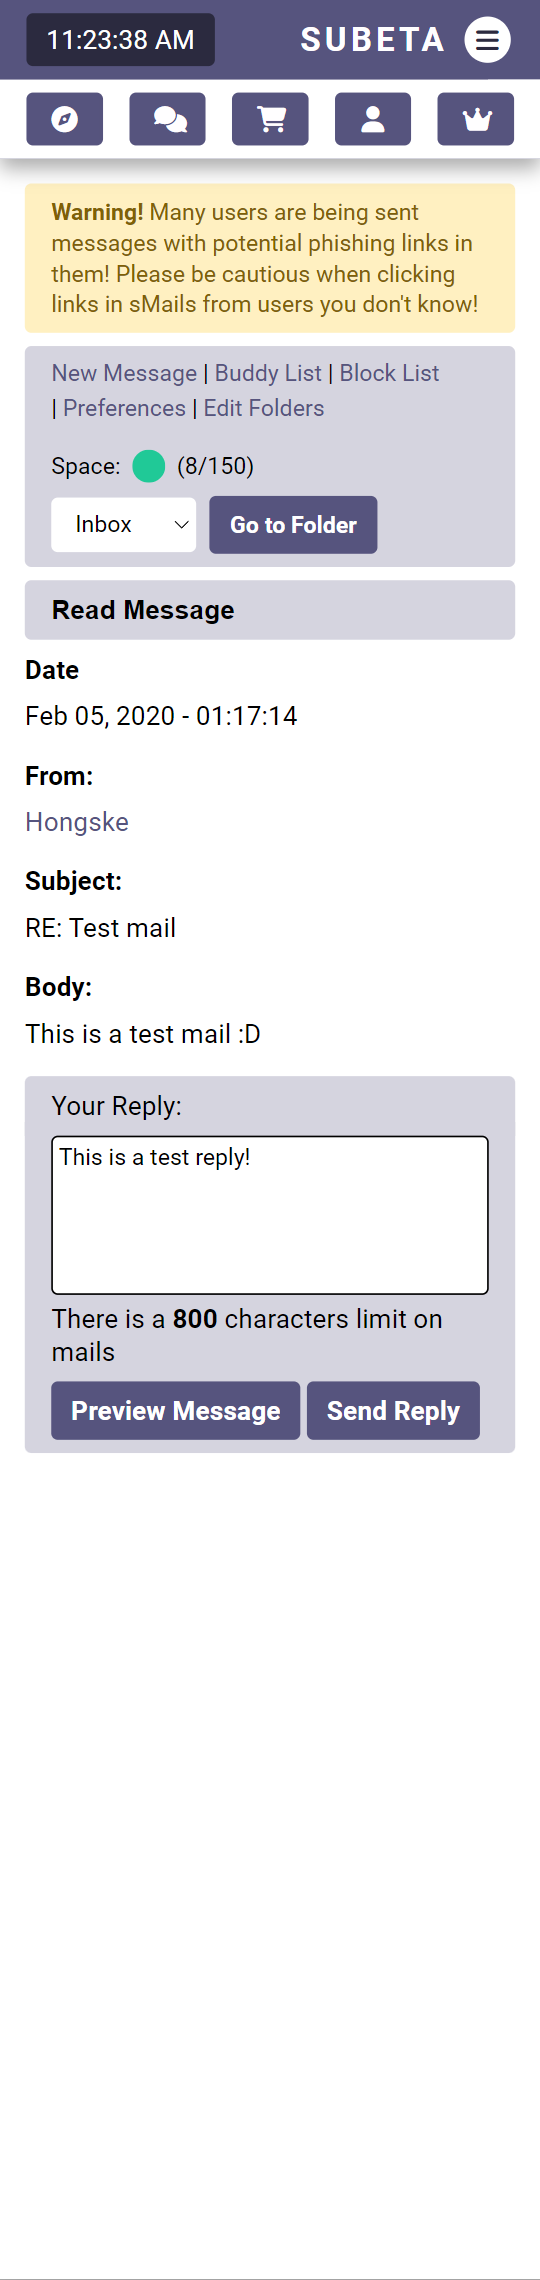 11:23:38 AM
SUBETA
Warning! Many users are being sent
messages with potential phishing links in
them! Please be cautious when clicking
links in sMails from users you don't know!
New Message | Buddy List | Block List
| Preferences | Edit Folders
Space: (8/150)
Inbox
Go to Folder
Read Message
Date
Feb 05, 2020 - 01:17:14
From:
Hongske
Subject:
RE: Test mail
Body:
This is a test mail :D
Your Reply:
This is a test reply!
There is a 800 characters limit on
mails
Preview Message
Send Reply